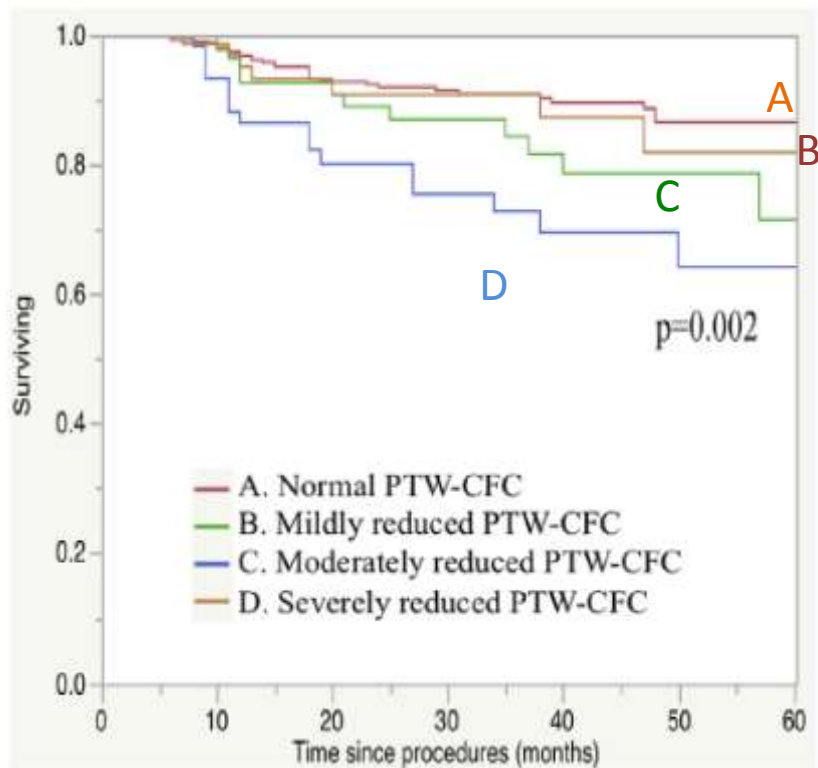 1.0
A
B
0.8
C
D
0.6
p=0.002
Surviving
0.4
A. Normal PTW-CFC
B. Mildly reduced PTW-CFC
0.2
C. Moderately reduced PTW-CFC
D. Severely reduced PTW-CFC
0.0
0 10 20 30 40 50 60
Time since procedures (months)